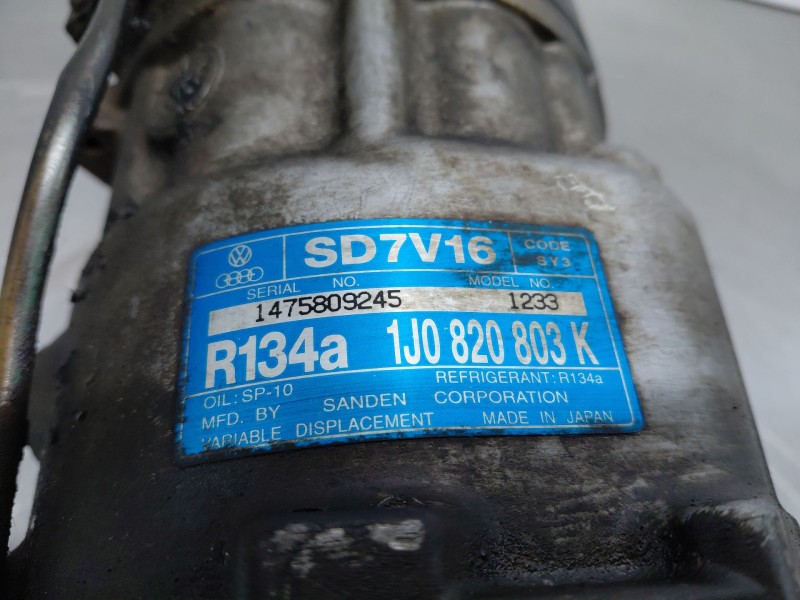 SD7V16 CODE SY3
SERIAL NO. MODEL NO.
1475809245 1233
R134a 1J0 820 803 K
OIL: SP-10 REFRIGERANT: R134a
MFD. BY SANDEN CORPORATION
VARIABLE DISPLACEMENT MADE IN JAPAN